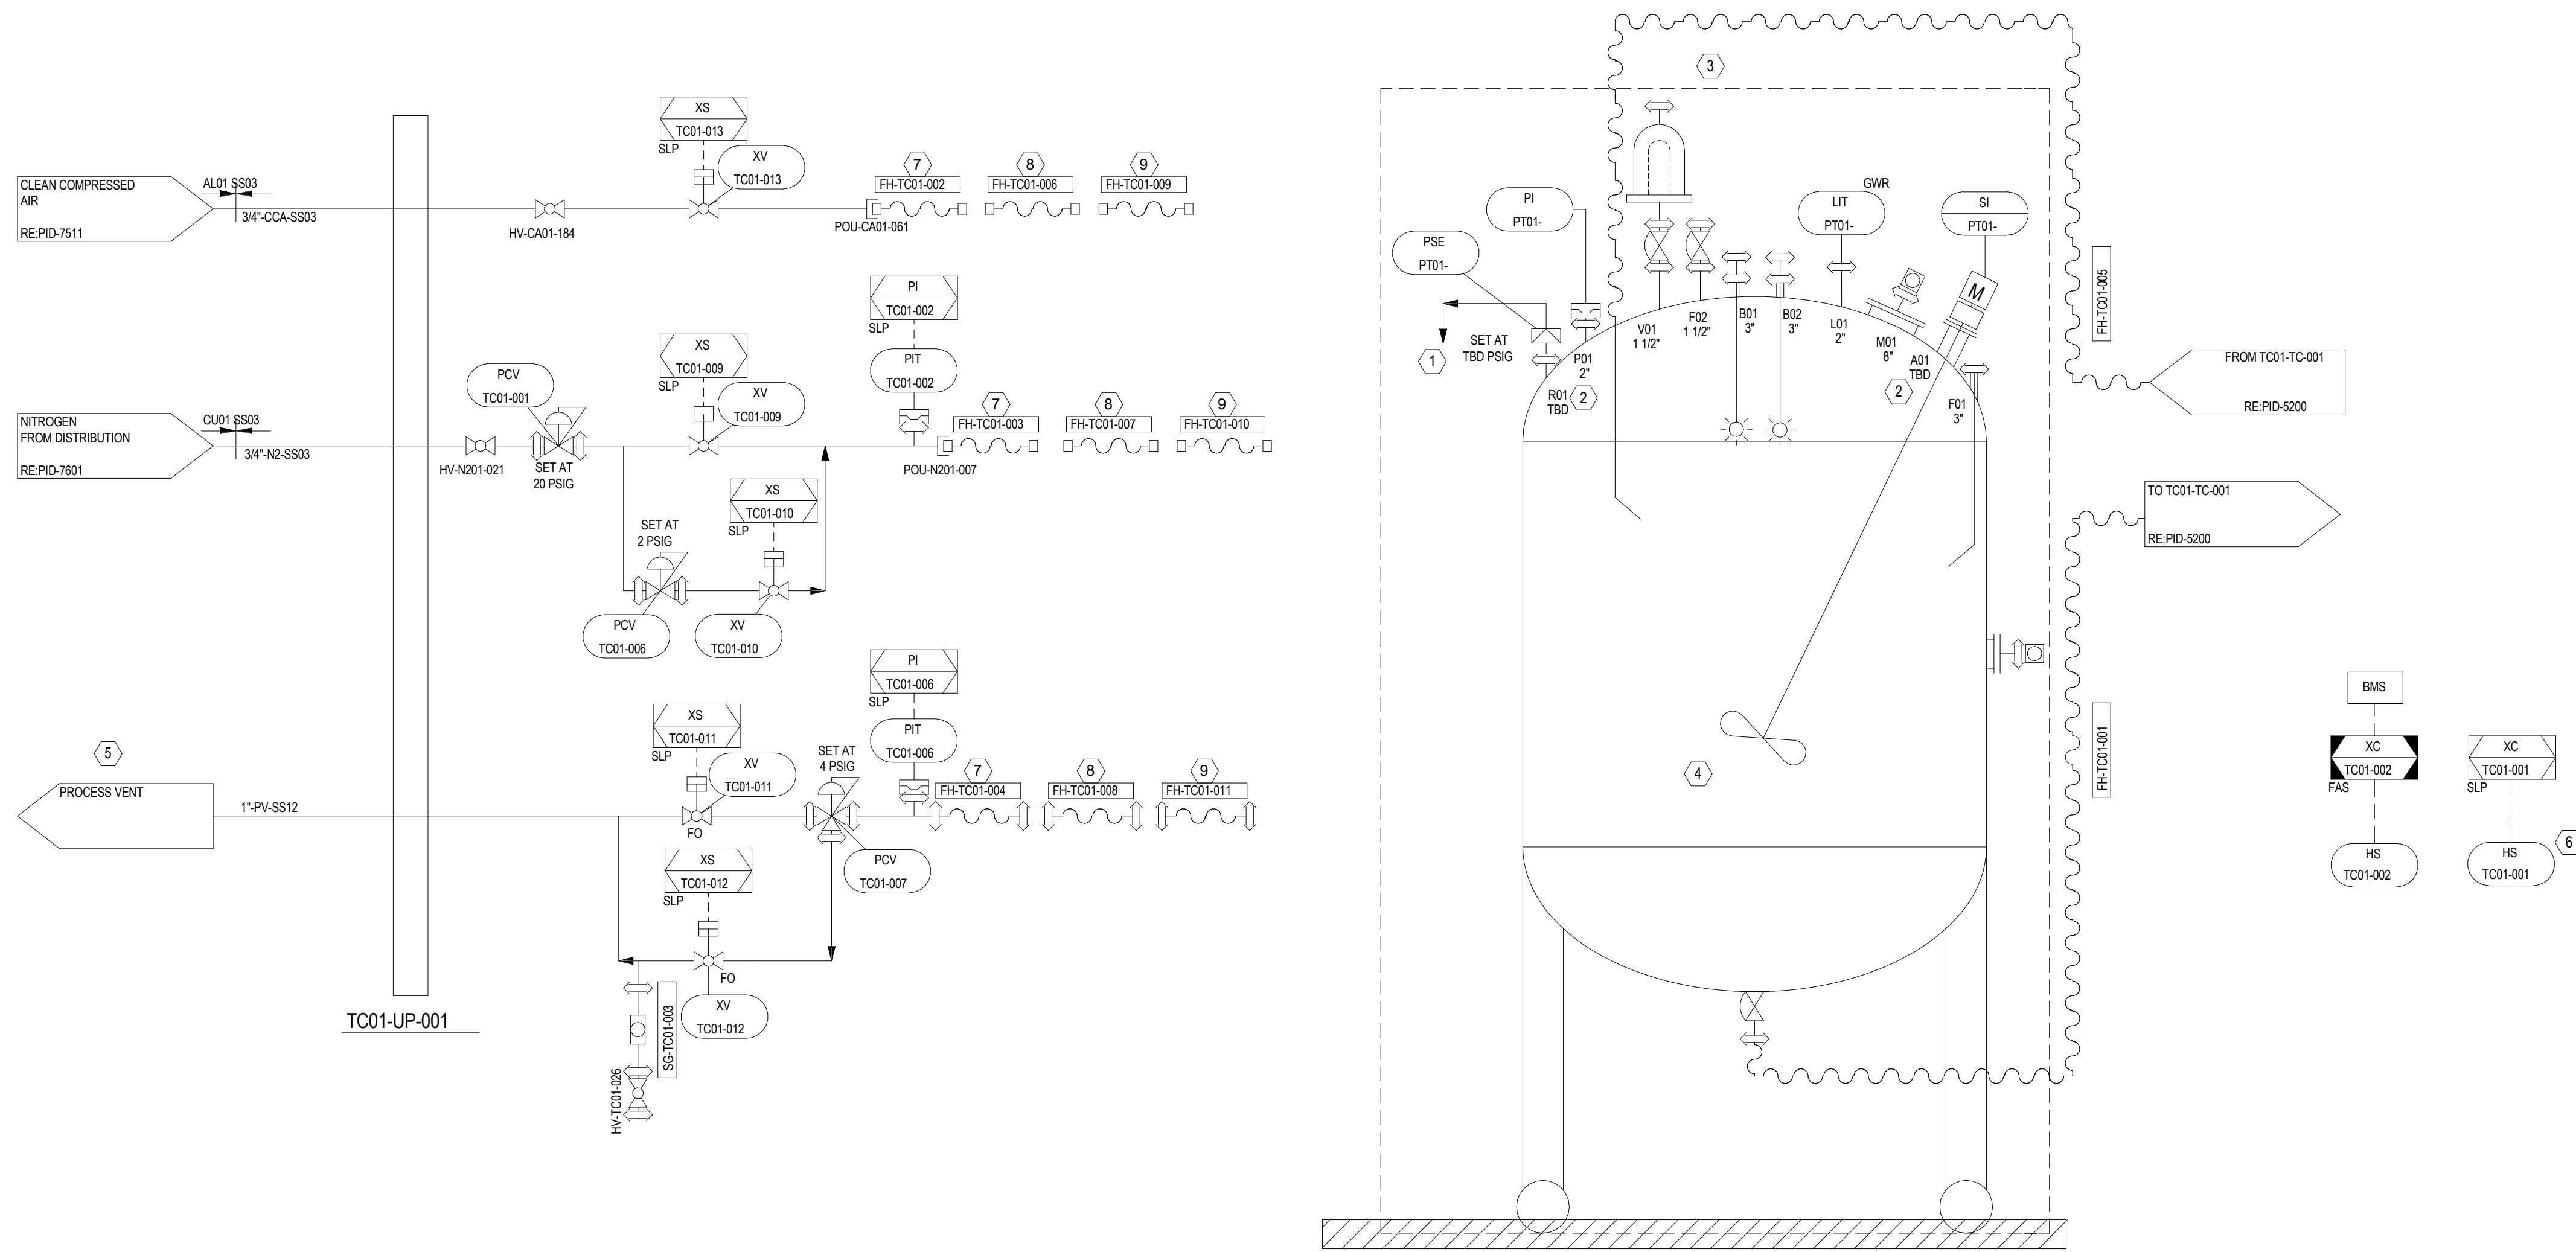 CLEAN COMPRESSED
AIR
RE:PID-7511
AL01 SS03
3/4"-CCA-SS03
HV-CA01-184
XS
TC01-013
SLP
XV
TC01-013
POU-CA01-061
7
FH-TC01-002
8
FH-TC01-006
9
FH-TC01-009
NITROGEN
FROM DISTRIBUTION
RE:PID-7601
CU01 SS03
3/4"-N2-SS03
HV-N201-021
PCV
TC01-001
SET AT
20 PSIG
XS
TC01-009
SLP
XV
TC01-009
PI
TC01-002
SLP
PIT
TC01-002
POU-N201-007
7
FH-TC01-003
8
FH-TC01-007
9
FH-TC01-010
SET AT
2 PSIG
PCV
TC01-006
XS
TC01-010
SLP
XV
TC01-010
5
PROCESS VENT
1"-PV-SS12
XS
TC01-011
SLP
XV
TC01-011
FO
SET AT
4 PSIG
PCV
TC01-007
PI
TC01-006
SLP
PIT
TC01-006
7
FH-TC01-004
8
FH-TC01-008
9
FH-TC01-011
XS
TC01-012
SLP
FO
XV
TC01-012
SG-TC01-003
HV-TC01-026
TC01-UP-001
3
PI
PT01-
PSE
PT01-
GWR
LIT
PT01-
SI
PT01-
M
1
SET AT
TBD PSIG
R01
TBD
2
P01
2"
V01
1 1/2"
F02
1 1/2"
B01
3"
B02
3"
L01
2"
M01
8"
A01
TBD
2
F01
3"
4
FH-TC01-005
FROM TC01-TC-001
RE:PID-5200
TO TC01-TC-001
RE:PID-5200
FH-TC01-001
BMS
XC
TC01-002
FAS
HS
TC01-002
XC
TC01-001
SLP
HS
TC01-001
6